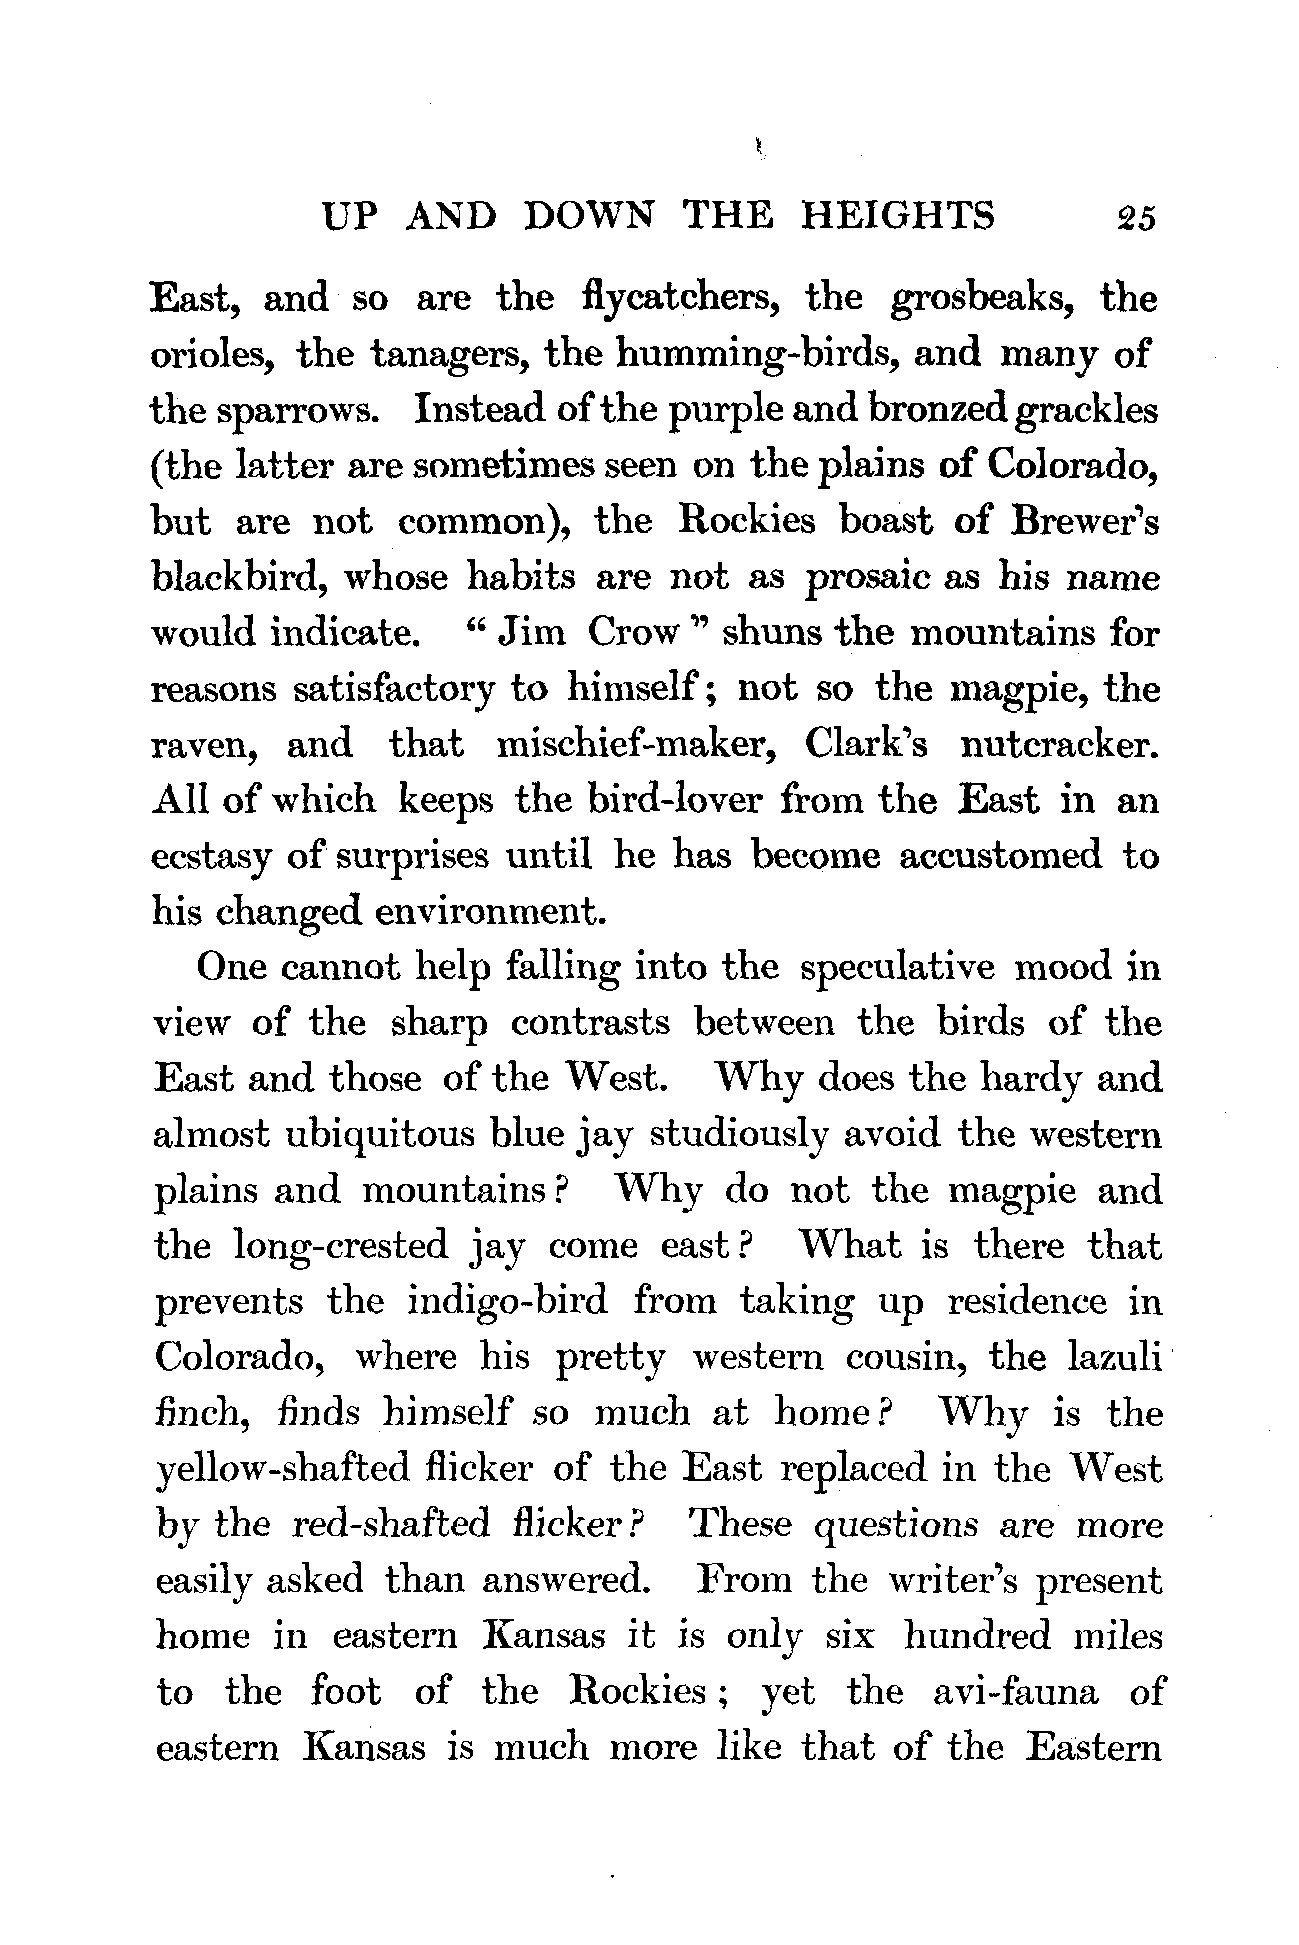 UP AND DOWN THE HEIGHTS 25
East, and so are the flycatchers, the grosbeaks, the
orioles, the tanagers, the humming-birds, and many of
the sparrows. Instead of the purple and bronzed grackles
(the latter are sometimes seen on the plains of Colorado,
but are not common), the Rockies boast of Brewer's
blackbird, whose habits are not as prosaic as his name
would indicate. “ Jim Crow ” shuns the mountains for
reasons satisfactory to himself; not so the magpie, the
raven, and that mischief-maker, Clark's nutcracker.
All of which keeps the bird-lover from the East in an
ecstasy of surprises until he has become accustomed to
his changed environment.
One cannot help falling into the speculative mood in
view of the sharp contrasts between the birds of the
East and those of the West. Why does the hardy and
almost ubiquitous blue jay studiously avoid the western
plains and mountains? Why do not the magpie and
the long-crested jay come east? What is there that
prevents the indigo-bird from taking up residence in
Colorado, where his pretty western cousin, the lazuli
finch, finds himself so much at home? Why is the
yellow-shafted flicker of the East replaced in the West
by the red-shafted flicker? These questions are more
easily asked than answered. From the writer's present
home in eastern Kansas it is only six hundred miles
to the foot of the Rockies; yet the avi-fauna of
eastern Kansas is much more like that of the Eastern